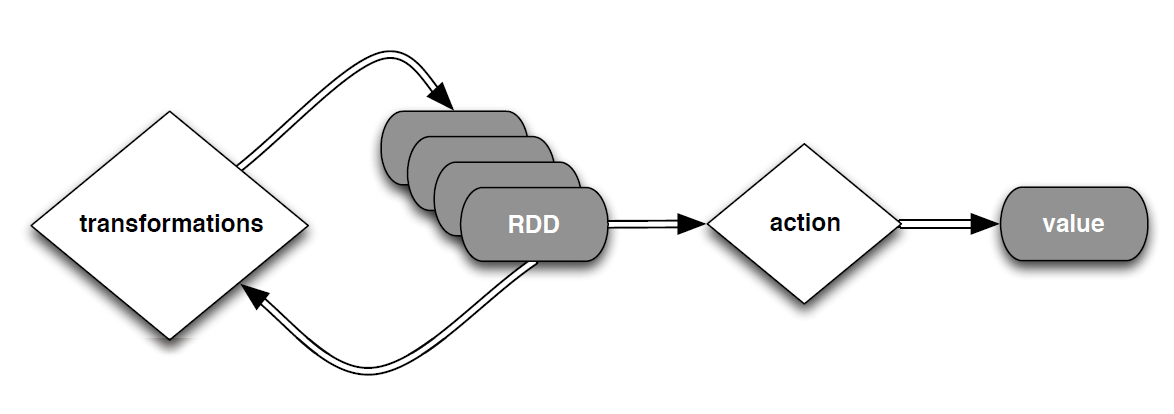 transformations
RDD
action
value